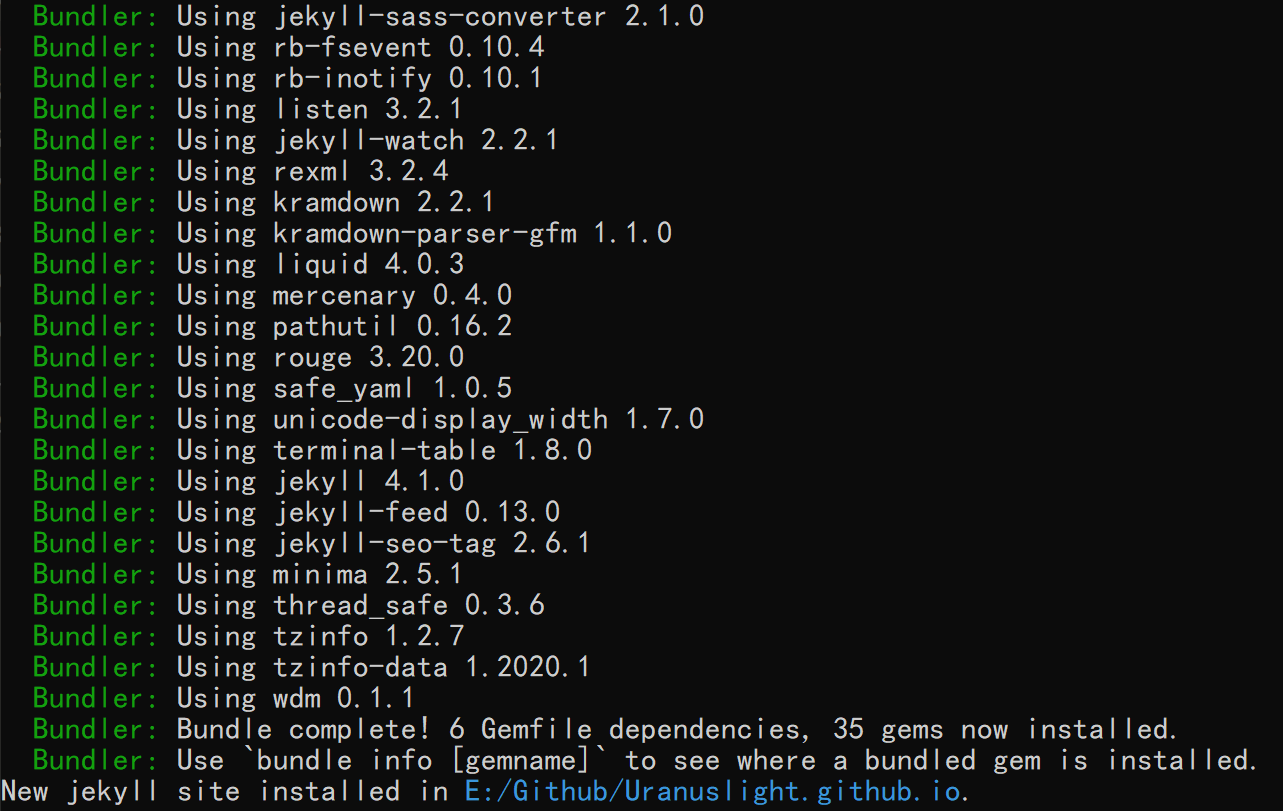 Bundler: Using jekyll-sass-converter 2.1.0
Bundler: Using rb-fsevent 0.10.4
Bundler: Using rb-inotify 0.10.1
Bundler: Using listen 3.2.1
Bundler: Using jekyll-watch 2.2.1
Bundler: Using rexml 3.2.4
Bundler: Using kramdown 2.2.1
Bundler: Using kramdown-parser-gfm 1.1.0
Bundler: Using liquid 4.0.3
Bundler: Using mercenary 0.4.0
Bundler: Using pathutil 0.16.2
Bundler: Using rouge 3.20.0
Bundler: Using safe_yaml 1.0.5
Bundler: Using unicode-display_width 1.7.0
Bundler: Using terminal-table 1.8.0
Bundler: Using jekyll 4.1.0
Bundler: Using jekyll-feed 0.13.0
Bundler: Using jekyll-seo-tag 2.6.1
Bundler: Using minima 2.5.1
Bundler: Using thread_safe 0.3.6
Bundler: Using tzinfo 1.2.7
Bundler: Using tzinfo-data 1.2020.1
Bundler: Using wdm 0.1.1
Bundler: Bundle complete! 6 Gemfile dependencies, 35 gems now installed.
Bundler: Use `bundle info [gemname]` to see where a bundled gem is installed.
New jekyll site installed in E:/Github/Uranuslight.github.io.